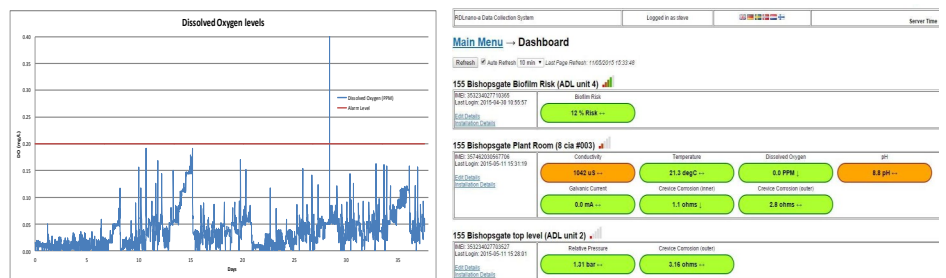 Dissolved Oxygen levels
0.40
0.35
0.30
0.25
0.20
0.15
0.10
0.05
0.00
DO (mg/L)
Dissolved Oxygen (PPM)
Alarm Level
0 5 10 15 20 25 30 35
Days
RDLnano-a Data Collection System Logged in as steve Server Time
Main Menu → Dashboard
Refresh Auto Refresh 10 min Last Page Refresh: 11/05/2015 15:33:46
155 Bishopsgate Biofilm Risk (ADL unit 4)
IMEI: 353234027710365
Last Login: 2015-04-30 10:55:57
Edit Details
Installation Details
Biofilm Risk
12 % Risk ↔
155 Bishopsgate Plant Room (8 cia #003)
IMEI: 357462030967706
Last Login: 2015-05-11 15:31:19
Edit Details
Installation Details
Conductivity Temperature Dissolved Oxygen pH
1042 uS ↔ 21.3 degC ↔ 0.0 PPM ↓ 8.8 pH ↔
Galvanic Current Crevice Corrosion (inner) Crevice Corrosion (outer)
0.0 mA ↔ 1.1 ohms ↓ 2.8 ohms ↔
155 Bishopsgate top level (ADL unit 2)
IMEI: 353234027703527
Last Login: 2015-05-11 15:28:01
Edit Details
Installation Details
Relative Pressure Crevice Corrosion (outer)
1.31 bar ↔ 3.16 ohms ↔